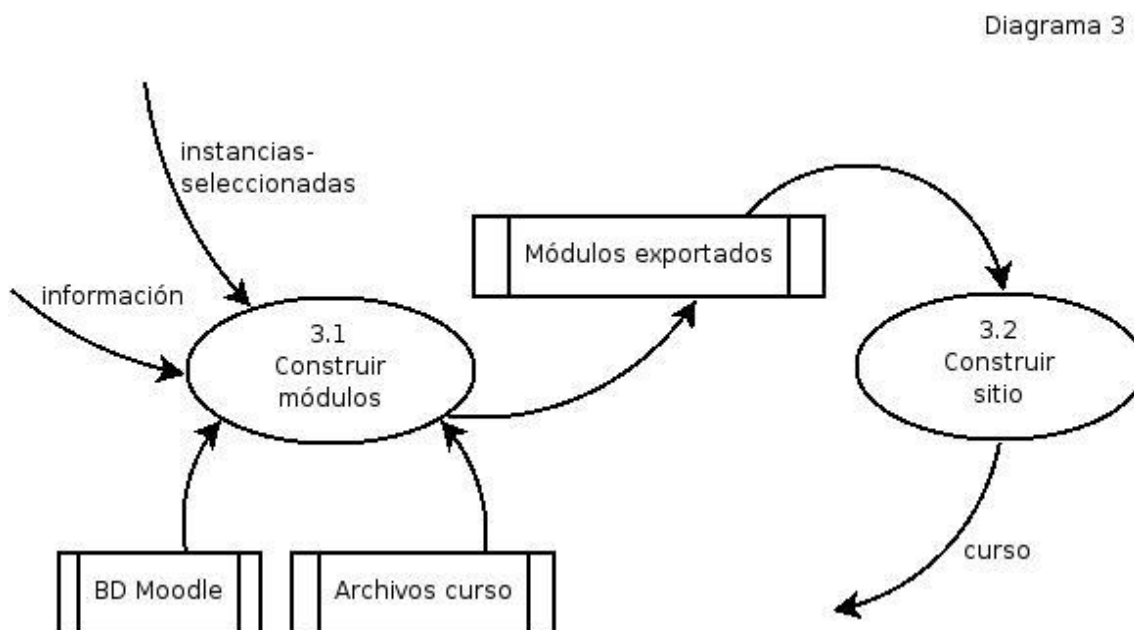 Diagrama 3
instancias-
seleccionadas
información
Módulos exportados
3.1
Construir
módulos
3.2
Construir
sitio
BD Moodle
Archivos curso
curso